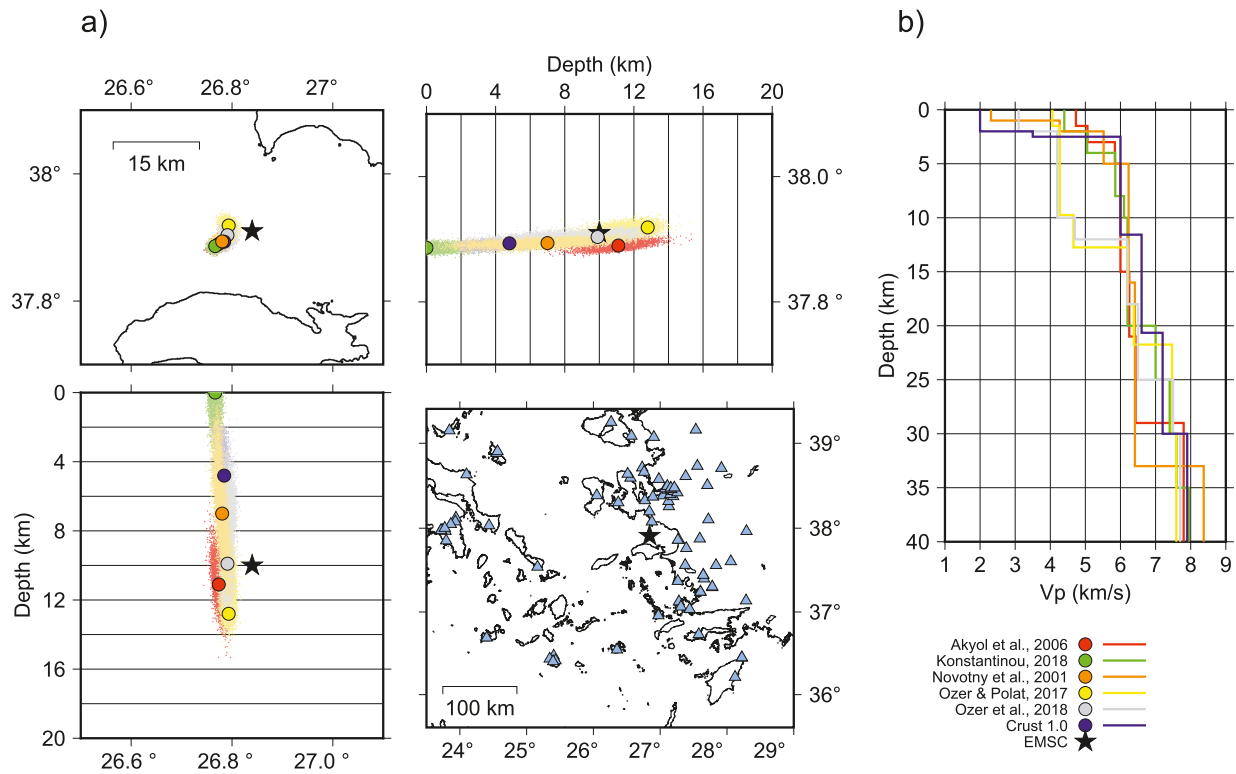 a)
b)
Depth (km)
26.6° 26.8° 27°
0 4 8 12 16 20
15 km
38°
37.8°
38.0 °
37.8 °
0
5
10
15
20
25
30
35
40
Depth (km)
1 2 3 4 5 6 7 8 9
Vp (km/s)
0
4
8
12
16
20
Depth (km)
26.6 ° 26.8 ° 27.0 °
39°
38°
37°
36°
100 km
24° 25° 26° 27° 28° 29°
Akyol et al., 2006
Konstantinou, 2018
Novotny et al., 2001
Ozer & Polat, 2017
Ozer et al., 2018
Crust 1.0
EMSC